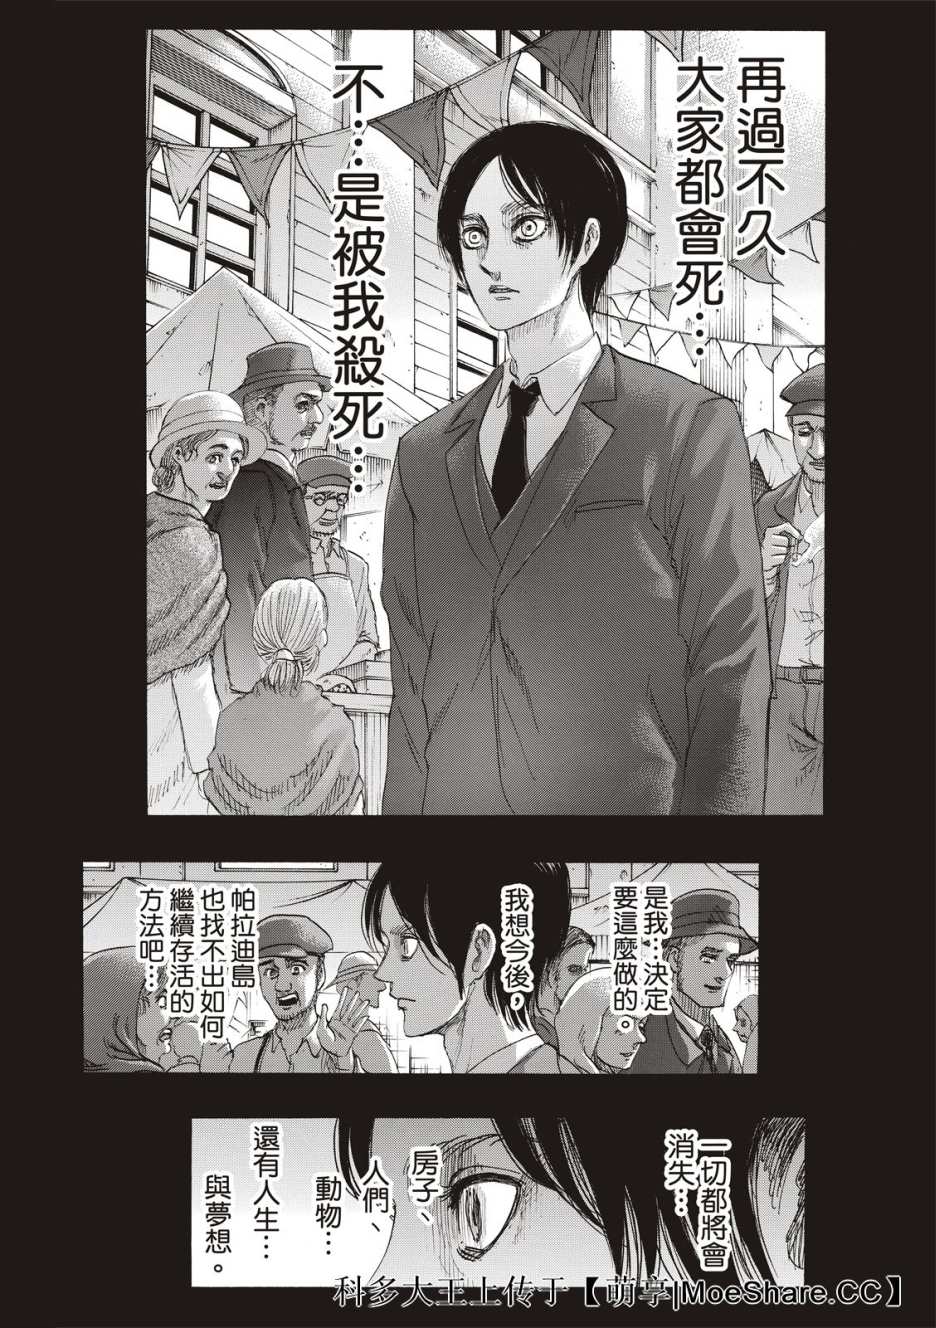 再過不久
大家都會死…
不…是被我殺死…
是我…決定
要這麼做的。
我想今後，
帕拉迪島
也找不出如何
繼續存活的
方法吧…
一切都將會
消失…
房子、
人們、
動物…
還有人生…
與夢想。
科多大王上传于【萌享|MoeShare.CC】